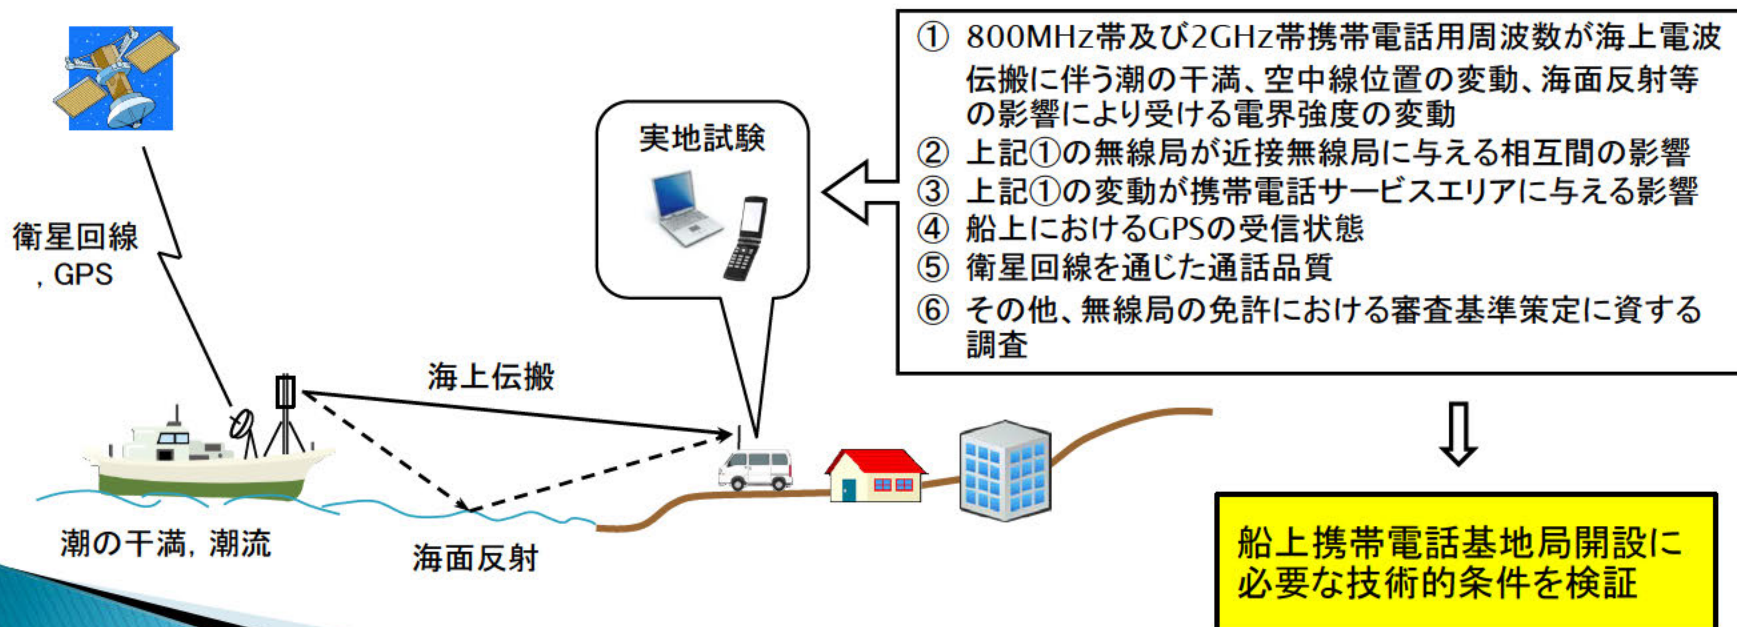 ① 800MHz帯及び2GHz帯携帯電話用周波数が海上電波
伝搬に伴う潮の干満、空中線位置の変動、海面反射等
の影響により受ける電界強度の変動
② 上記①の無線局が近接無線局に与える相互間の影響
③ 上記①の変動が携帯電話サービスエリアに与える影響
④ 船上におけるGPSの受信状態
⑤ 衛星回線を通じた通話品質
⑥ その他、無線局の免許における審査基準策定に資する
調査
実地試験
衛星回線
, GPS
海上伝搬
潮の干満, 潮流
海面反射
船上携帯電話基地局開設に
必要な技術的条件を検証